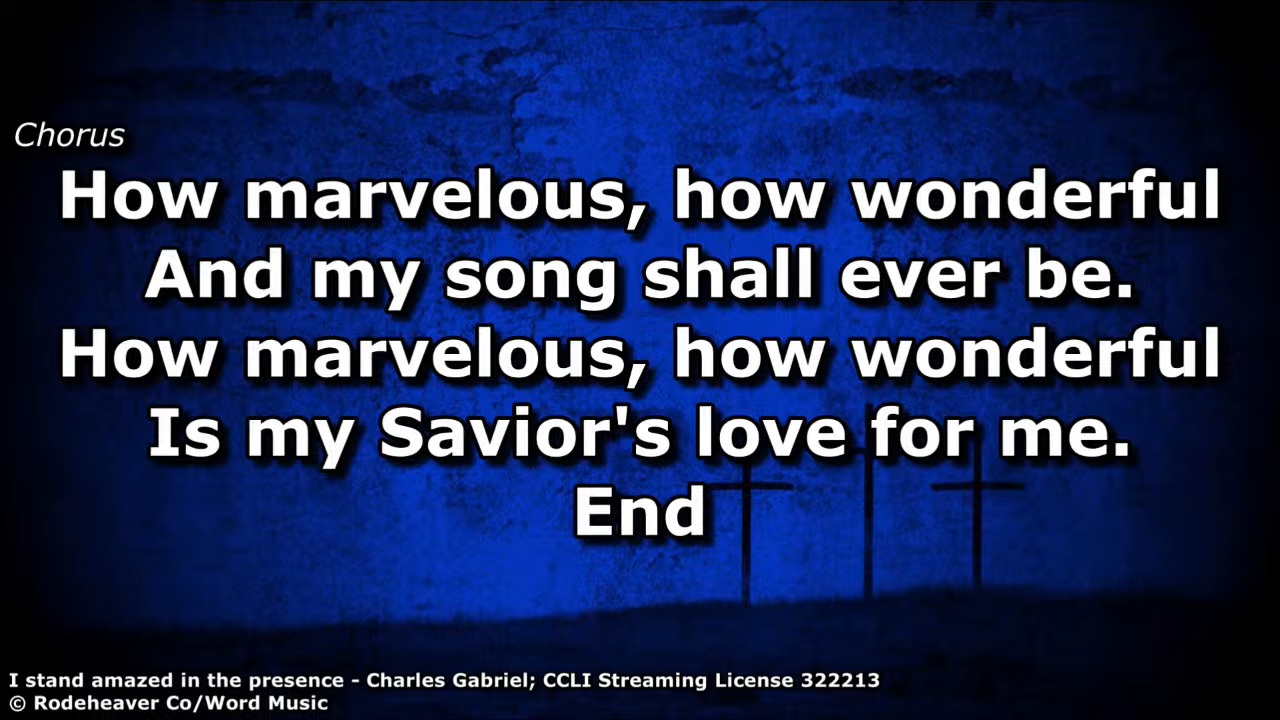 Chorus
How marvelous, how wonderful
And my song shall ever be.
How marvelous, how wonderful
Is my Savior's love for me.
End
I stand amazed in the presence - Charles Gabriel; CCLI Streaming License 322213
© Rodeheaver Co/Word Music